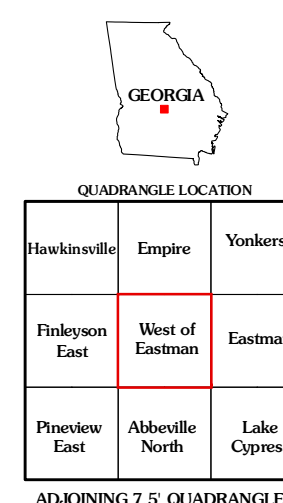 GEORGIA
QUADRANGLE LOCATION
Hawkinsville
Empire
Yonkers
Finleyson
East
West of
Eastman
Eastma
Pineview
East
Abbeville
North
Lake
Cypres
ADJOINING 7.5' QUADRANGLE